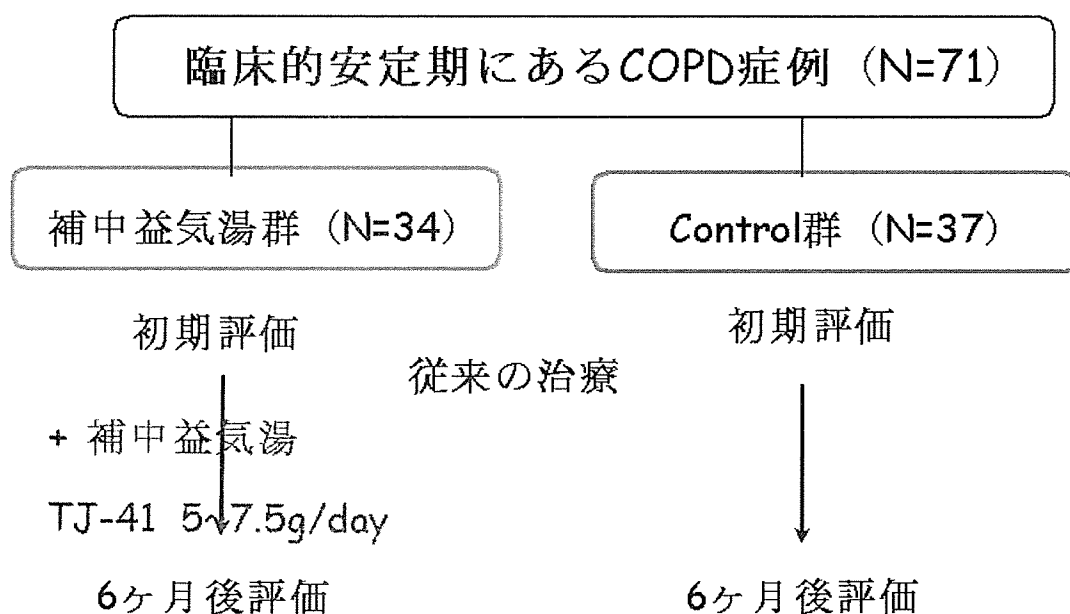 臨床的安定期にあるCOPD症例 (N=71)
補中益気湯群 (N=34)
Control群 (N=37)
初期評価
初期評価
従来の治療
+ 補中益気湯
TJ-41 5~7.5g/day
6ヶ月後評価
6ヶ月後評価